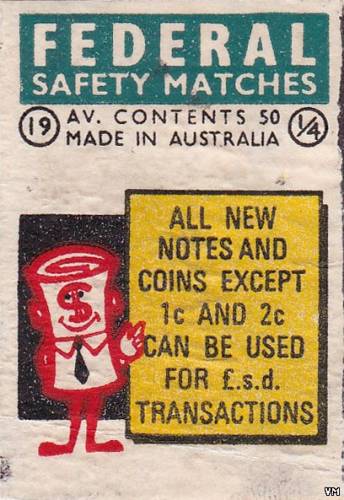 FEDERAL
SAFETY MATCHES
19 AV. CONTENTS 50 1/4
MADE IN AUSTRALIA
ALL NEW
NOTES AND
COINS EXCEPT
1c AND 2c
CAN BE USED
FOR £.s.d.
TRANSACTIONS
$
VM